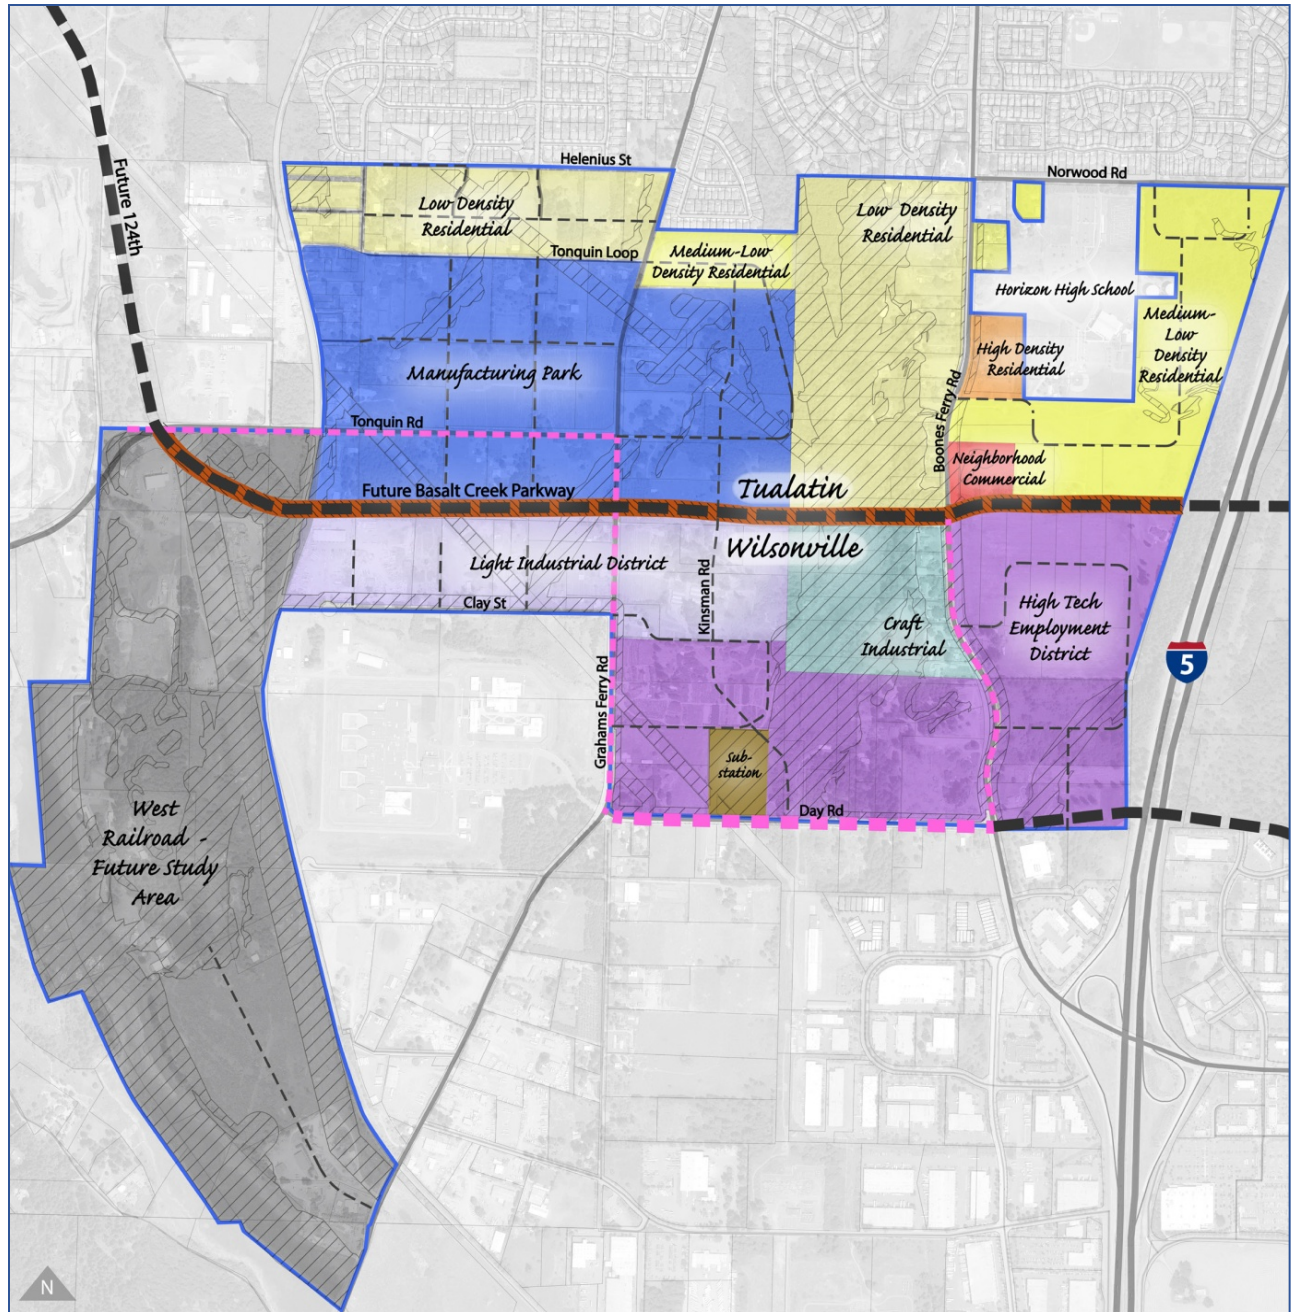 Helenius St
Norwood Rd
Future 124th
Low Density
Residential
Low Density
Residential
Tonquin Loop
Medium-Low
Density Residential
Horizon High School
Medium-
Low
Density
Residential
High Density
Residential
Manufacturing Park
Boones Ferry Rd
Tonquin Rd
Neighborhood
Commercial
Future Basalt Creek Parkway
Tualatin
Wilsonville
Light Industrial District
Kinsman Rd
Clay St
High Tech
Employment
District
Craft
Industrial
5
Grahams Ferry Rd
Sub-
station
Day Rd
West
Railroad -
Future Study
Area
N